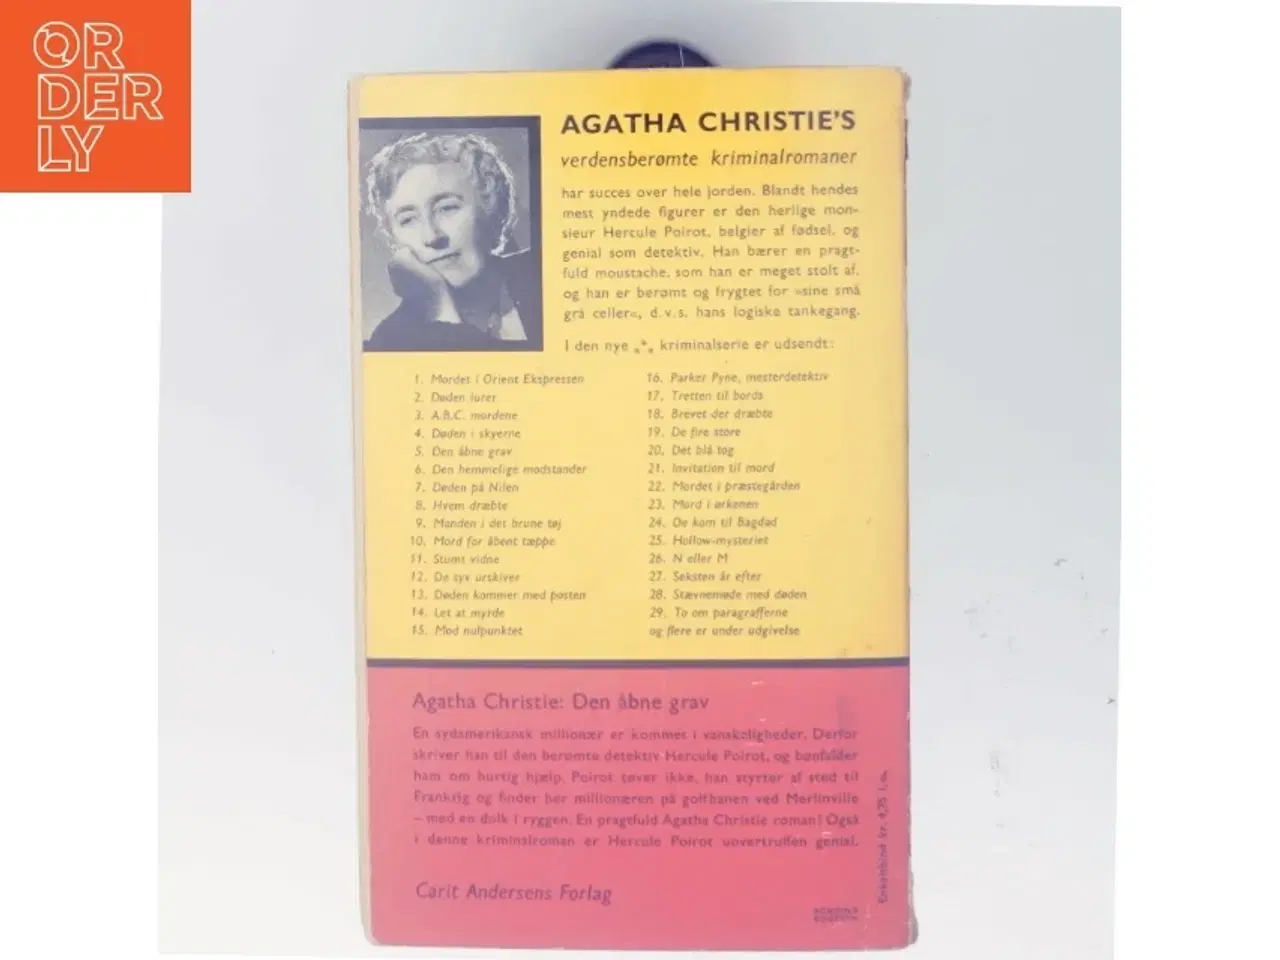 OR
DER
LY
AGATHA CHRISTIE'S
verdensberømte kriminalromaner
har succes over hele jorden. Blandt hendes
mest yndede figurer er den herlige mon-
sieur Hercule Poirot, belgier af fødsel, og
genial som detektiv. Han bærer en pragt-
fuld moustache, som han er meget stolt af,
og han er berømt og frygtet for »sine små
grå celler«, d.v.s. hans logiske tankegang.
I den nye „*„ kriminalserie er udsendt:
1. Mordet i Orient Ekspressen
2. Døden lurer
3. A.B.C. mordene
4. Døden i skyerne
5. Den åbne grav
6. Den hemmelige modstander
7. Døden på Nilen
8. Hvem dræbte
9. Manden i det brune tøj
10. Mord for åbent tæppe
11. Stumt vidne
12. De syv urskiver
13. Døden kommer med posten
14. Let at myrde
15. Mod nulpunktet
16. Parker Pyne, mesterdetektiv
17. Tretten til bords
18. Brevet der dræbte
19. De fire store
20. Det blå tog
21. Invitation til mord
22. Mordet i præstegården
23. Mord i ørkenen
24. De kom til Bagdad
25. Hollow-mysteriet
26. N eller M
27. Seksten år efter
28. Stævnemøde med døden
29. To om paragrafferne
og flere er under udgivelse
Agatha Christie: Den åbne grav
En sydamerikansk millionær er kommet i vanskeligheder. Derfor
skriver han til den berømte detektiv Hercule Poirot, og bønfalder
ham om hurtig hjælp. Poirot tøver ikke, han styrter af sted til
Frankrig og finder her millionæren på golfbanen ved Merlinville
– med en dolk i ryggen. En pragtfuld Agatha Christie roman! Også
i denne kriminalroman er Hercule Poirot uovertruffen genial.
Carit Andersens Forlag
Enkeltbind kr. 4,75 i.o.